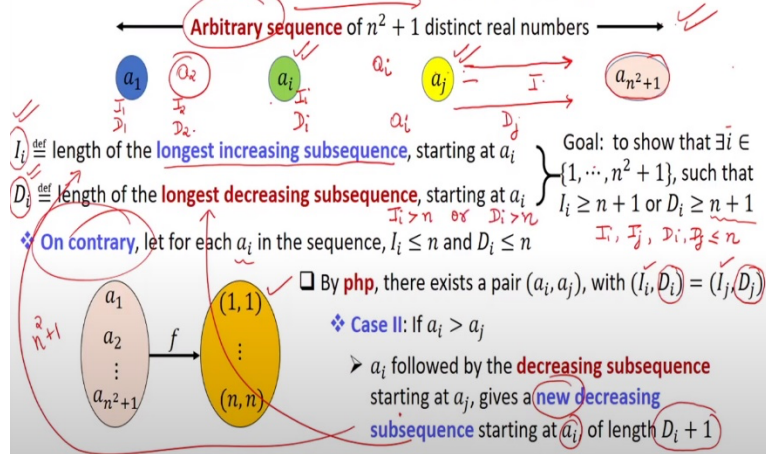 Arbitrary sequence of n² + 1 distinct real numbers
a₁ a₂ aᵢ aᵢ aⱼ I aₙ²₊₁
I₁ I₂ Iᵢ
D₁ D₂ Dᵢ aᵢ Dⱼ
Iᵢ ≝ length of the longest increasing subsequence, starting at aᵢ
Dᵢ ≝ length of the longest decreasing subsequence, starting at aᵢ
Goal: to show that ∃i ∈
{1, ⋯, n² + 1}, such that
Iᵢ ≥ n + 1 or Dᵢ ≥ n + 1
Iᵢ > n or Dᵢ > n
Iᵢ, Iⱼ, Dᵢ, Dⱼ ≤ n
❖ On contrary, let for each aᵢ in the sequence, Iᵢ ≤ n and Dᵢ ≤ n
n²+1
a₁
a₂
⋮
aₙ²₊₁
f
(1, 1)
⋮
(n, n)
❑ By php, there exists a pair (aᵢ, aⱼ), with (Iᵢ, Dᵢ) = (Iⱼ, Dⱼ)
❖ Case II: If aᵢ > aⱼ
➢ aᵢ followed by the decreasing subsequence
starting at aⱼ, gives a new decreasing
subsequence starting at aᵢ of length Dᵢ + 1